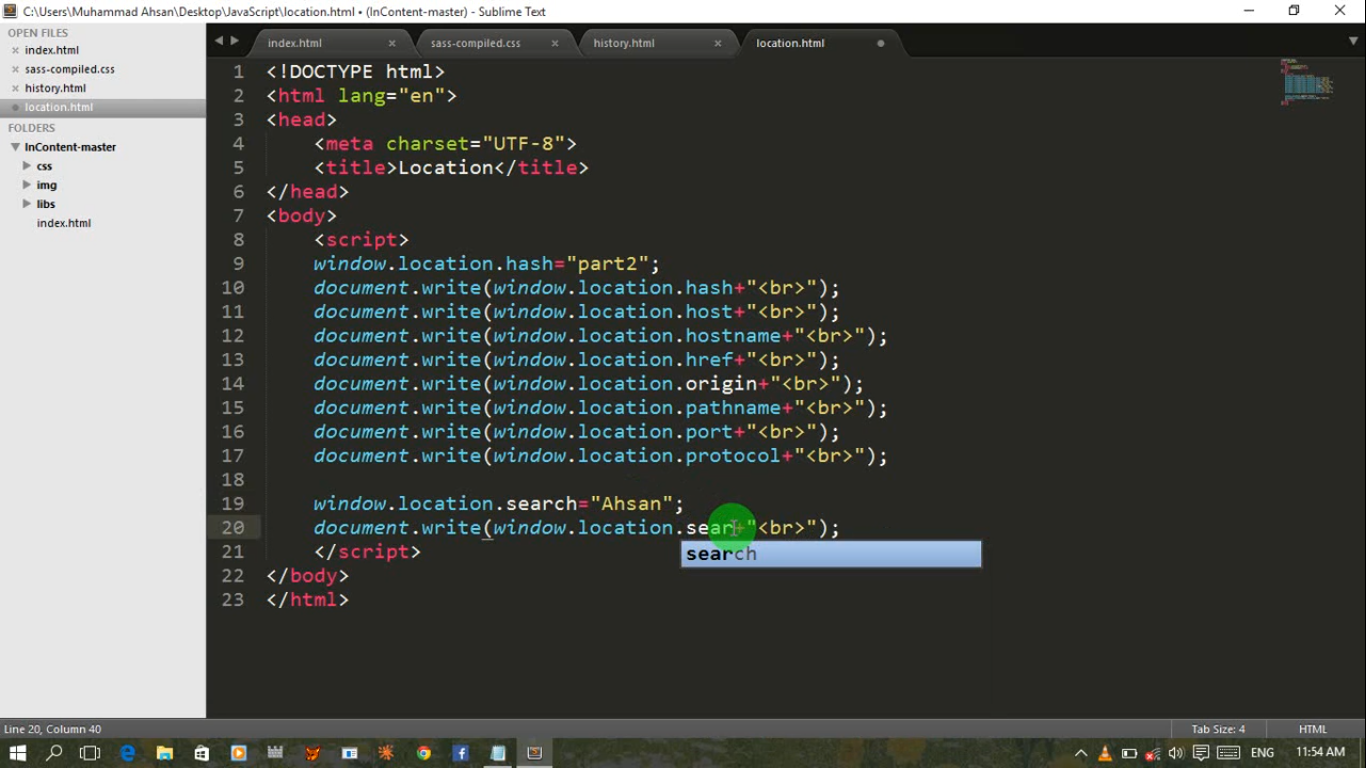 C:\Users\Muhammad Ahsan\Desktop\JavaScript\location.html • (InContent-master) - Sublime Text
OPEN FILES
index.html
sass-compiled.css
history.html
location.html
FOLDERS
InContent-master
css
img
libs
index.html
index.html
sass-compiled.css
history.html
location.html
1 <!DOCTYPE html>
2 <html lang="en">
3 <head>
4 <meta charset="UTF-8">
5 <title>Location</title>
6 </head>
7 <body>
8 <script>
9 window.location.hash="part2";
10 document.write(window.location.hash+"<br>");
11 document.write(window.location.host+"<br>");
12 document.write(window.location.hostname+"<br>");
13 document.write(window.location.href+"<br>");
14 document.write(window.location.origin+"<br>");
15 document.write(window.location.pathname+"<br>");
16 document.write(window.location.port+"<br>");
17 document.write(window.location.protocol+"<br>");
18
19 window.location.search="Ahsan";
20 document.write(window.location.sear+"<br>");
search
21 </script>
22 </body>
23 </html>
Line 20, Column 40
Tab Size: 4
HTML
ENG
11:54 AM